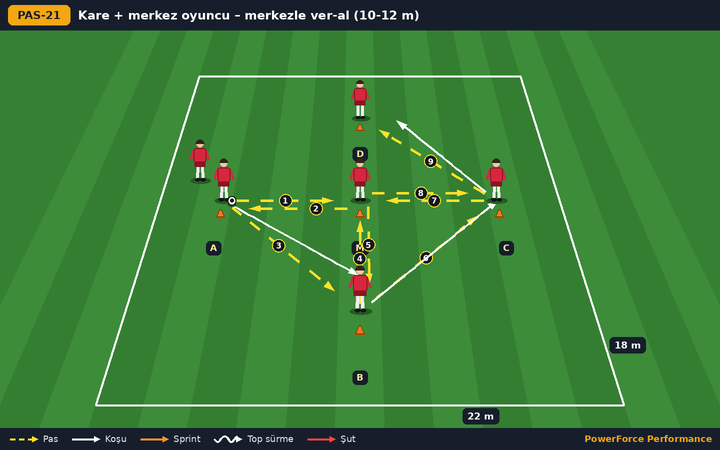 PAS-21
Kare + merkez oyuncu – merkezle ver-al (10-12 m)
D
9
1
2
8
7
A
3
M
5
4
6
C
18 m
B
22 m
Pas
Koşu
Sprint
Top sürme
Şut
PowerForce Performance